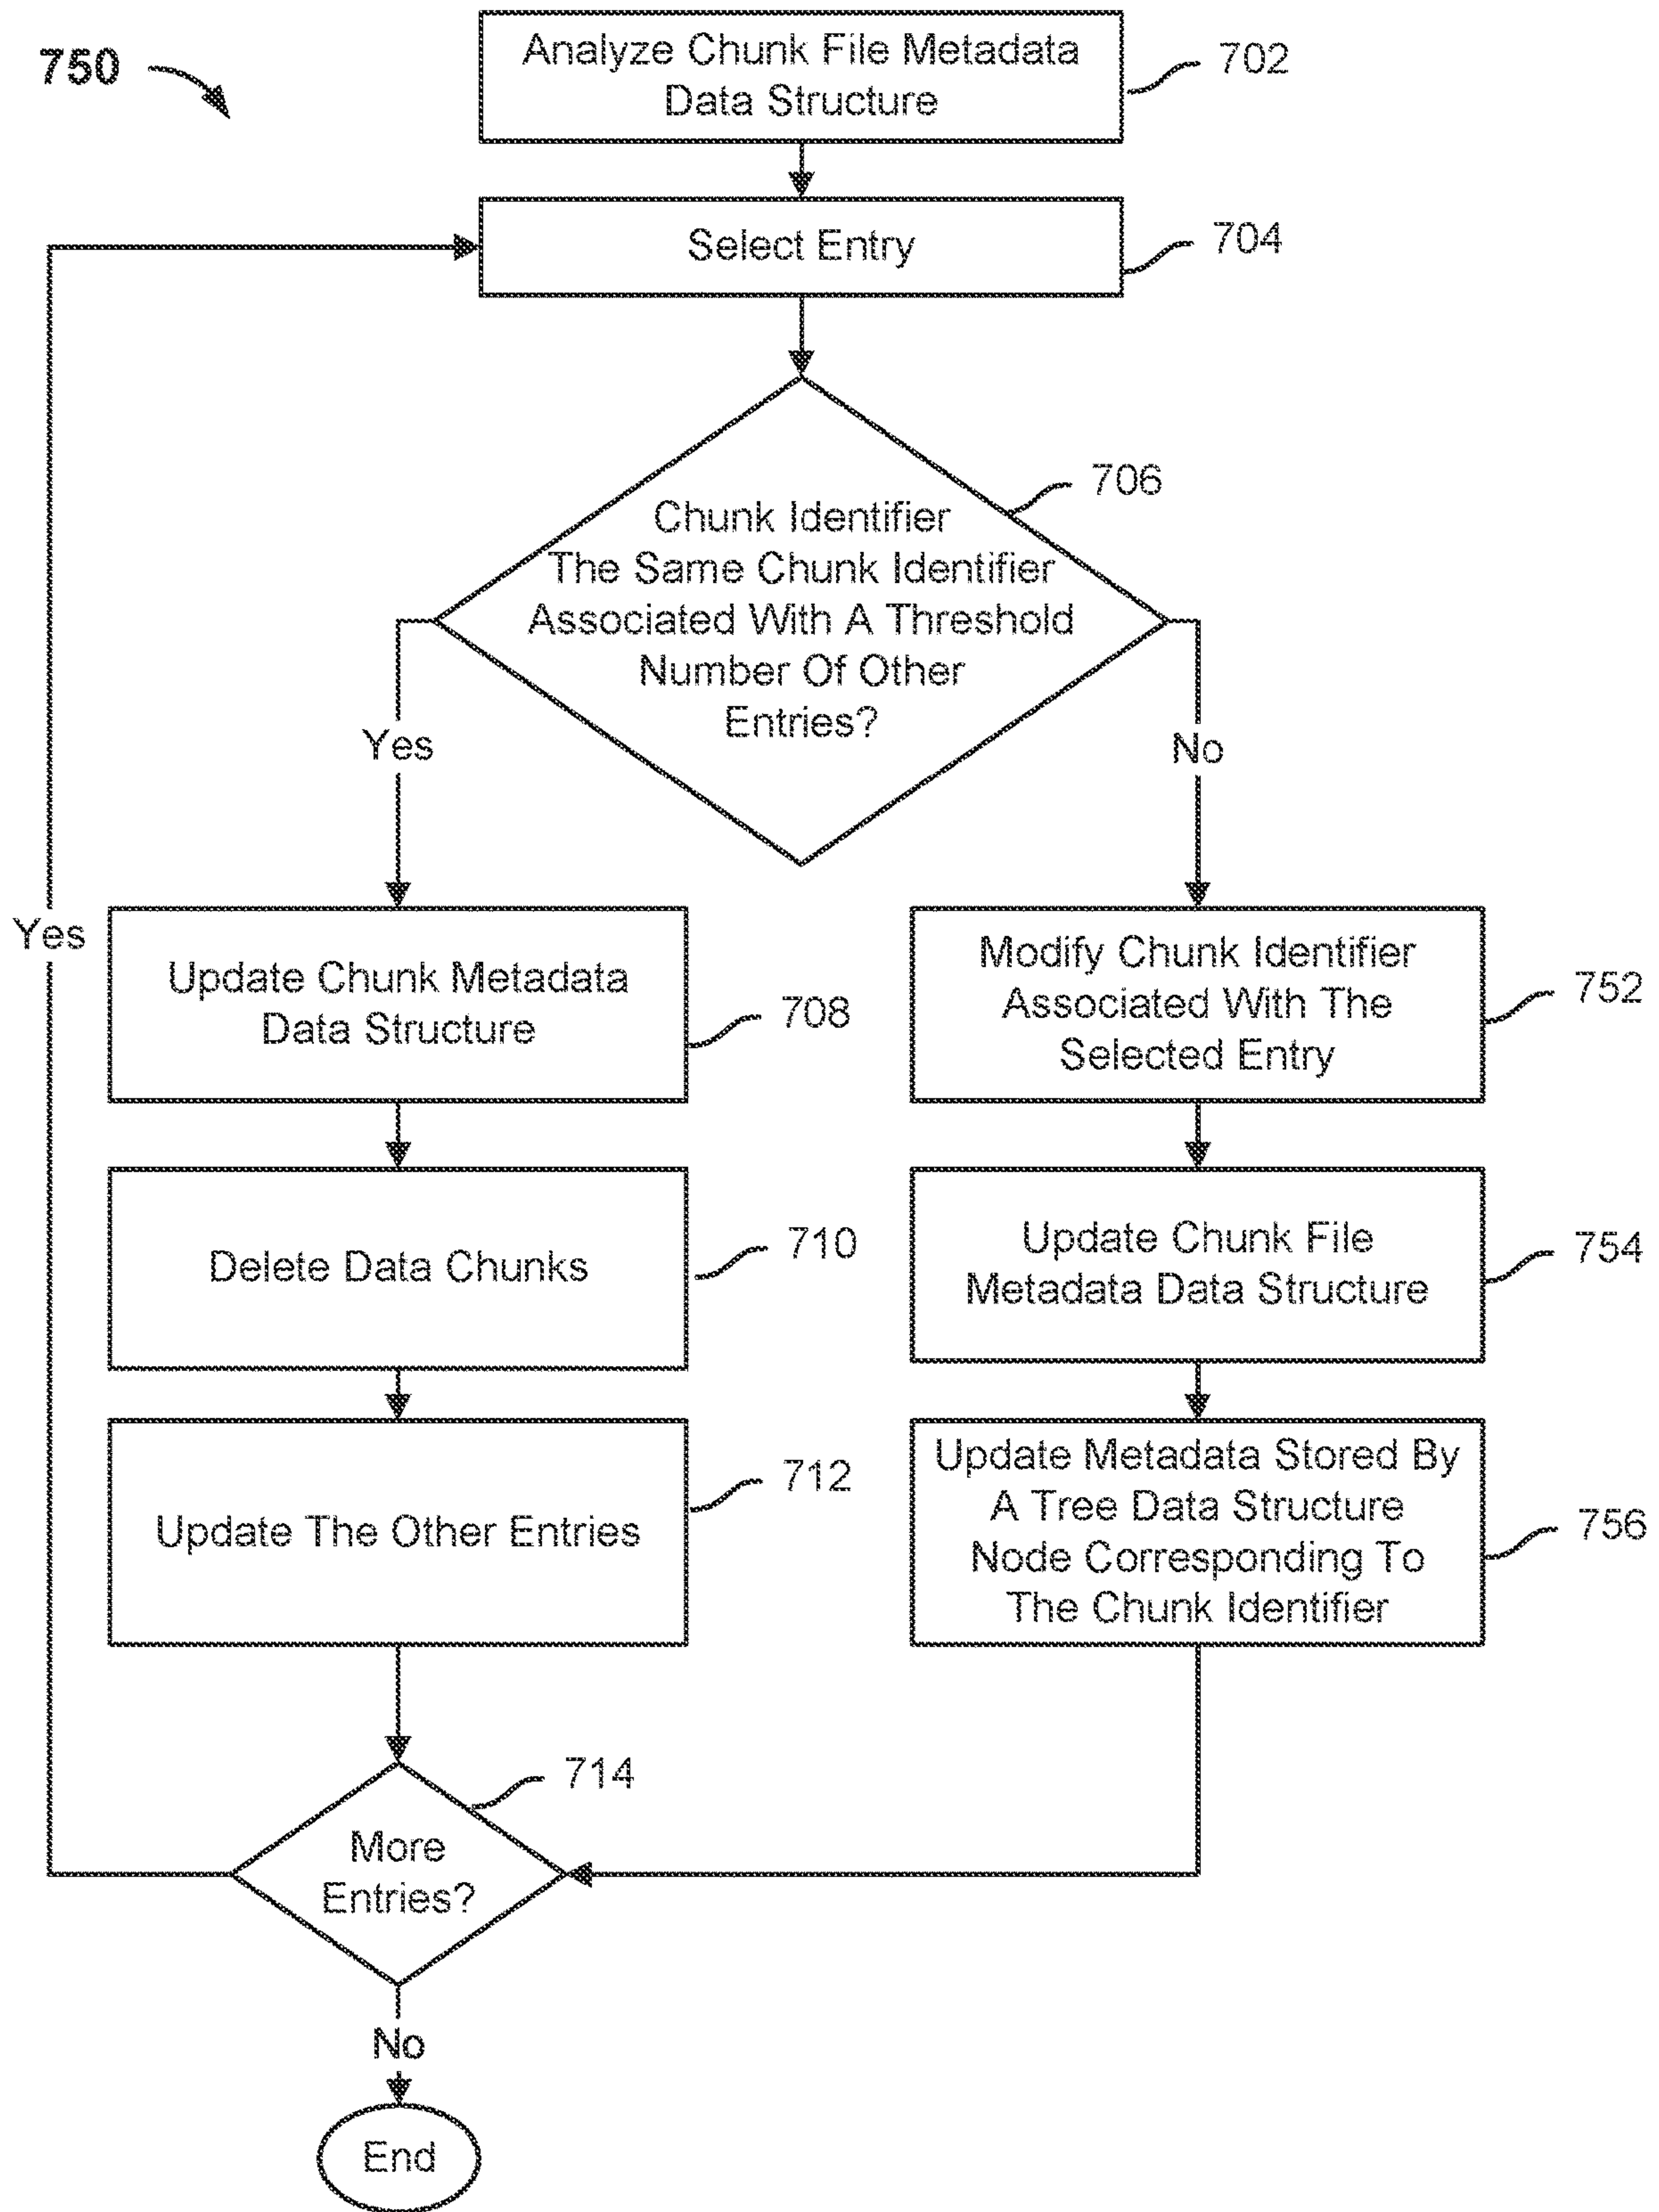 750
Analyze Chunk File Metadata
Data Structure
702
Select Entry
704
Chunk Identifier
The Same Chunk Identifier
Associated With A Threshold
Number Of Other
Entries?
706
Yes
No
Yes
Update Chunk Metadata
Data Structure
708
Modify Chunk Identifier
Associated With The
Selected Entry
752
Delete Data Chunks
710
Update Chunk File
Metadata Data Structure
754
Update The Other Entries
712
Update Metadata Stored By
A Tree Data Structure
Node Corresponding To
The Chunk Identifier
756
More
Entries?
714
No
End